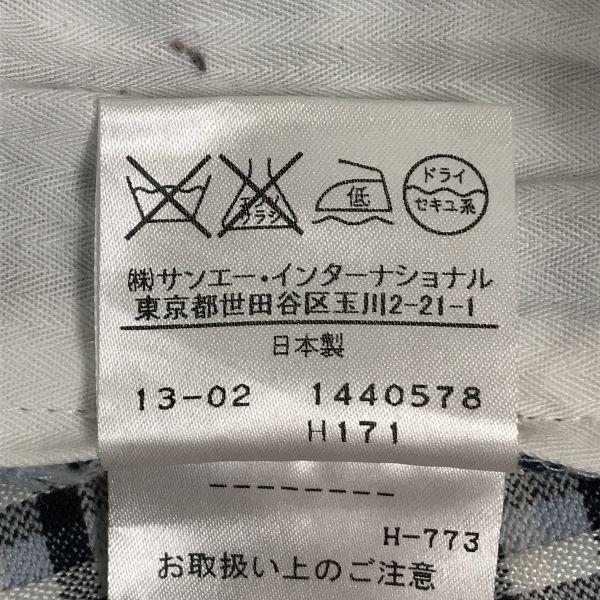 低 ドライ セキユ系
㈱サンエー・インターナショナル
東京都世田谷区玉川2-21-1
日本製
13-02 1440578
H171
--------
H-773
お取扱い上のご注意